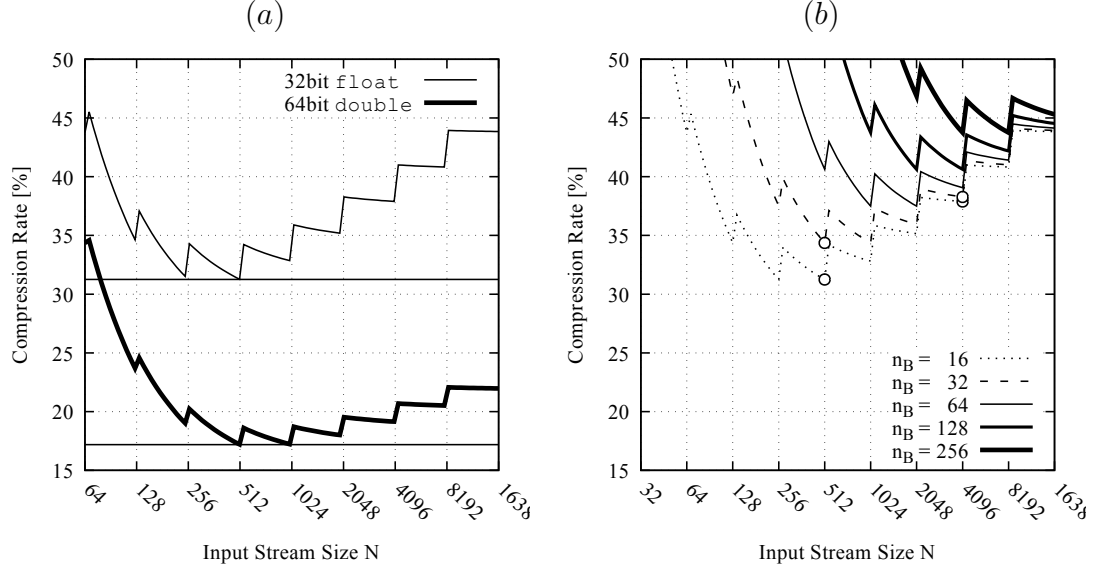 (a)
50
45
40
35
30
25
20
15
Compression Rate [%]
32bit float
64bit double
64
128
256
512
1024
2048
4096
8192
1638
Input Stream Size N
(b)
50
45
40
35
30
25
20
15
Compression Rate [%]
n_B = 16
n_B = 32
n_B = 64
n_B = 128
n_B = 256
32
64
128
256
512
1024
2048
4096
8192
1638
Input Stream Size N